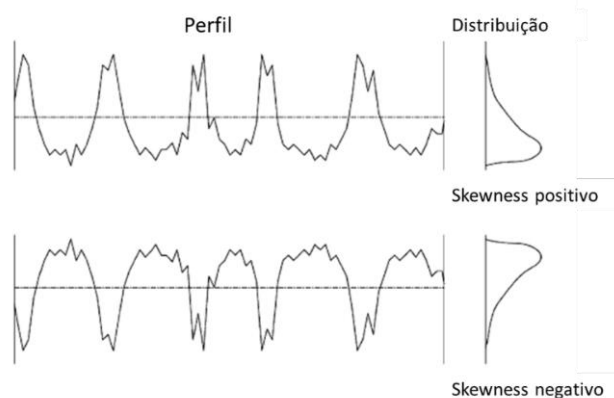 Perfil
Distribuição
Skewness positivo
Skewness negativo